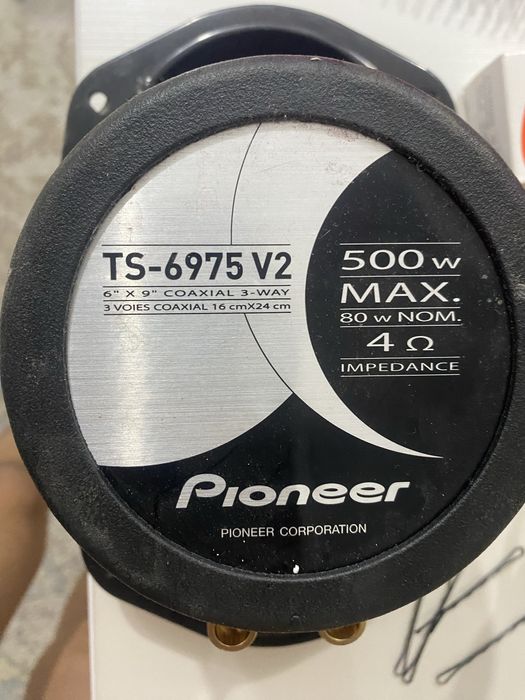 TS-6975 V2
6" X 9" COAXIAL 3-WAY
3 VOIES COAXIAL 16 cmX24 cm
500 W
MAX.
80 W NOM.
4 Ω
IMPEDANCE
Pioneer
PIONEER CORPORATION